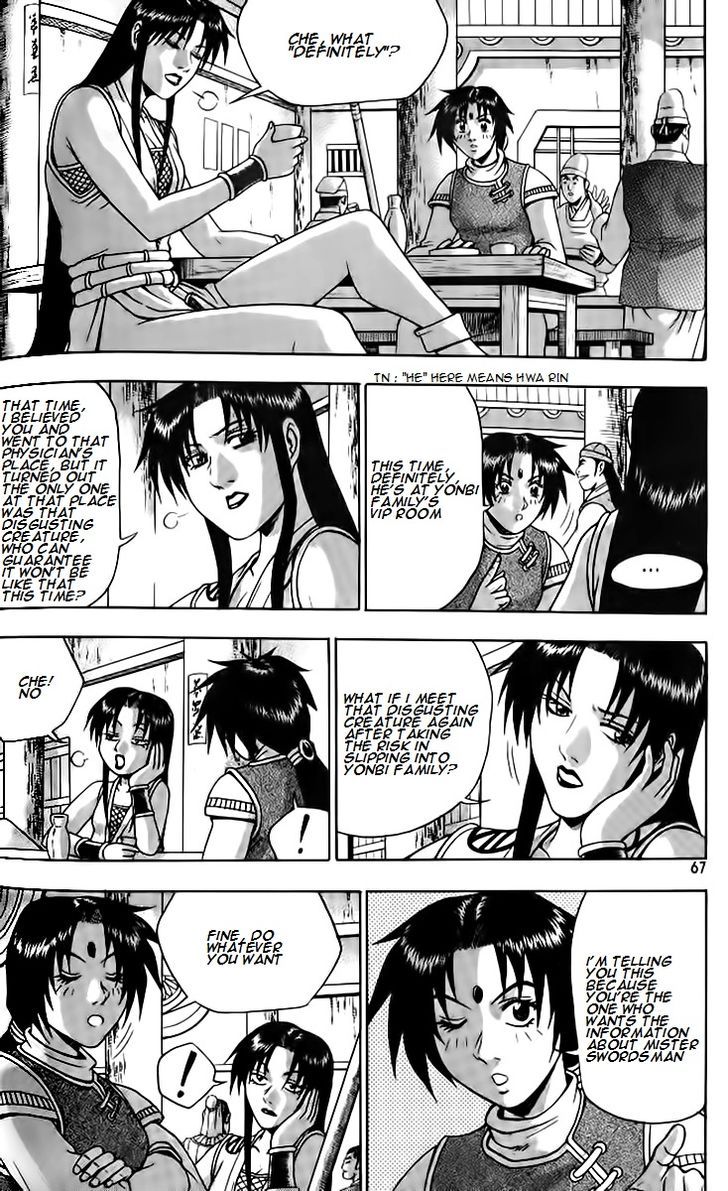 CHE, WHAT
"DEFINITELY"?
TN : "HE" HERE MEANS HWA RIN
THIS TIME,
DEFINITELY
HE'S AT YONBI
FAMILY'S
VIP ROOM
...
THAT TIME,
I BELIEVED
YOU AND
WENT TO THAT
PHYSICIAN'S
PLACE, BUT IT
TURNED OUT
THE ONLY ONE
AT THAT PLACE
WAS THAT
DISGUSTING
CREATURE,
WHO CAN
GUARANTEE
IT WON'T BE
LIKE THAT
THIS TIME?
WHAT IF I MEET
THAT DISGUSTING
CREATURE AGAIN
AFTER TAKING
THE RISK IN
SLIPPING INTO
YONBI FAMILY?
CHE!
NO
!
67
I'M TELLING
YOU THIS
BECAUSE
YOU'RE THE
ONE WHO
WANTS THE
INFORMATION
ABOUT MISTER
SWORDSMAN
FINE, DO
WHATEVER
YOU WANT
!